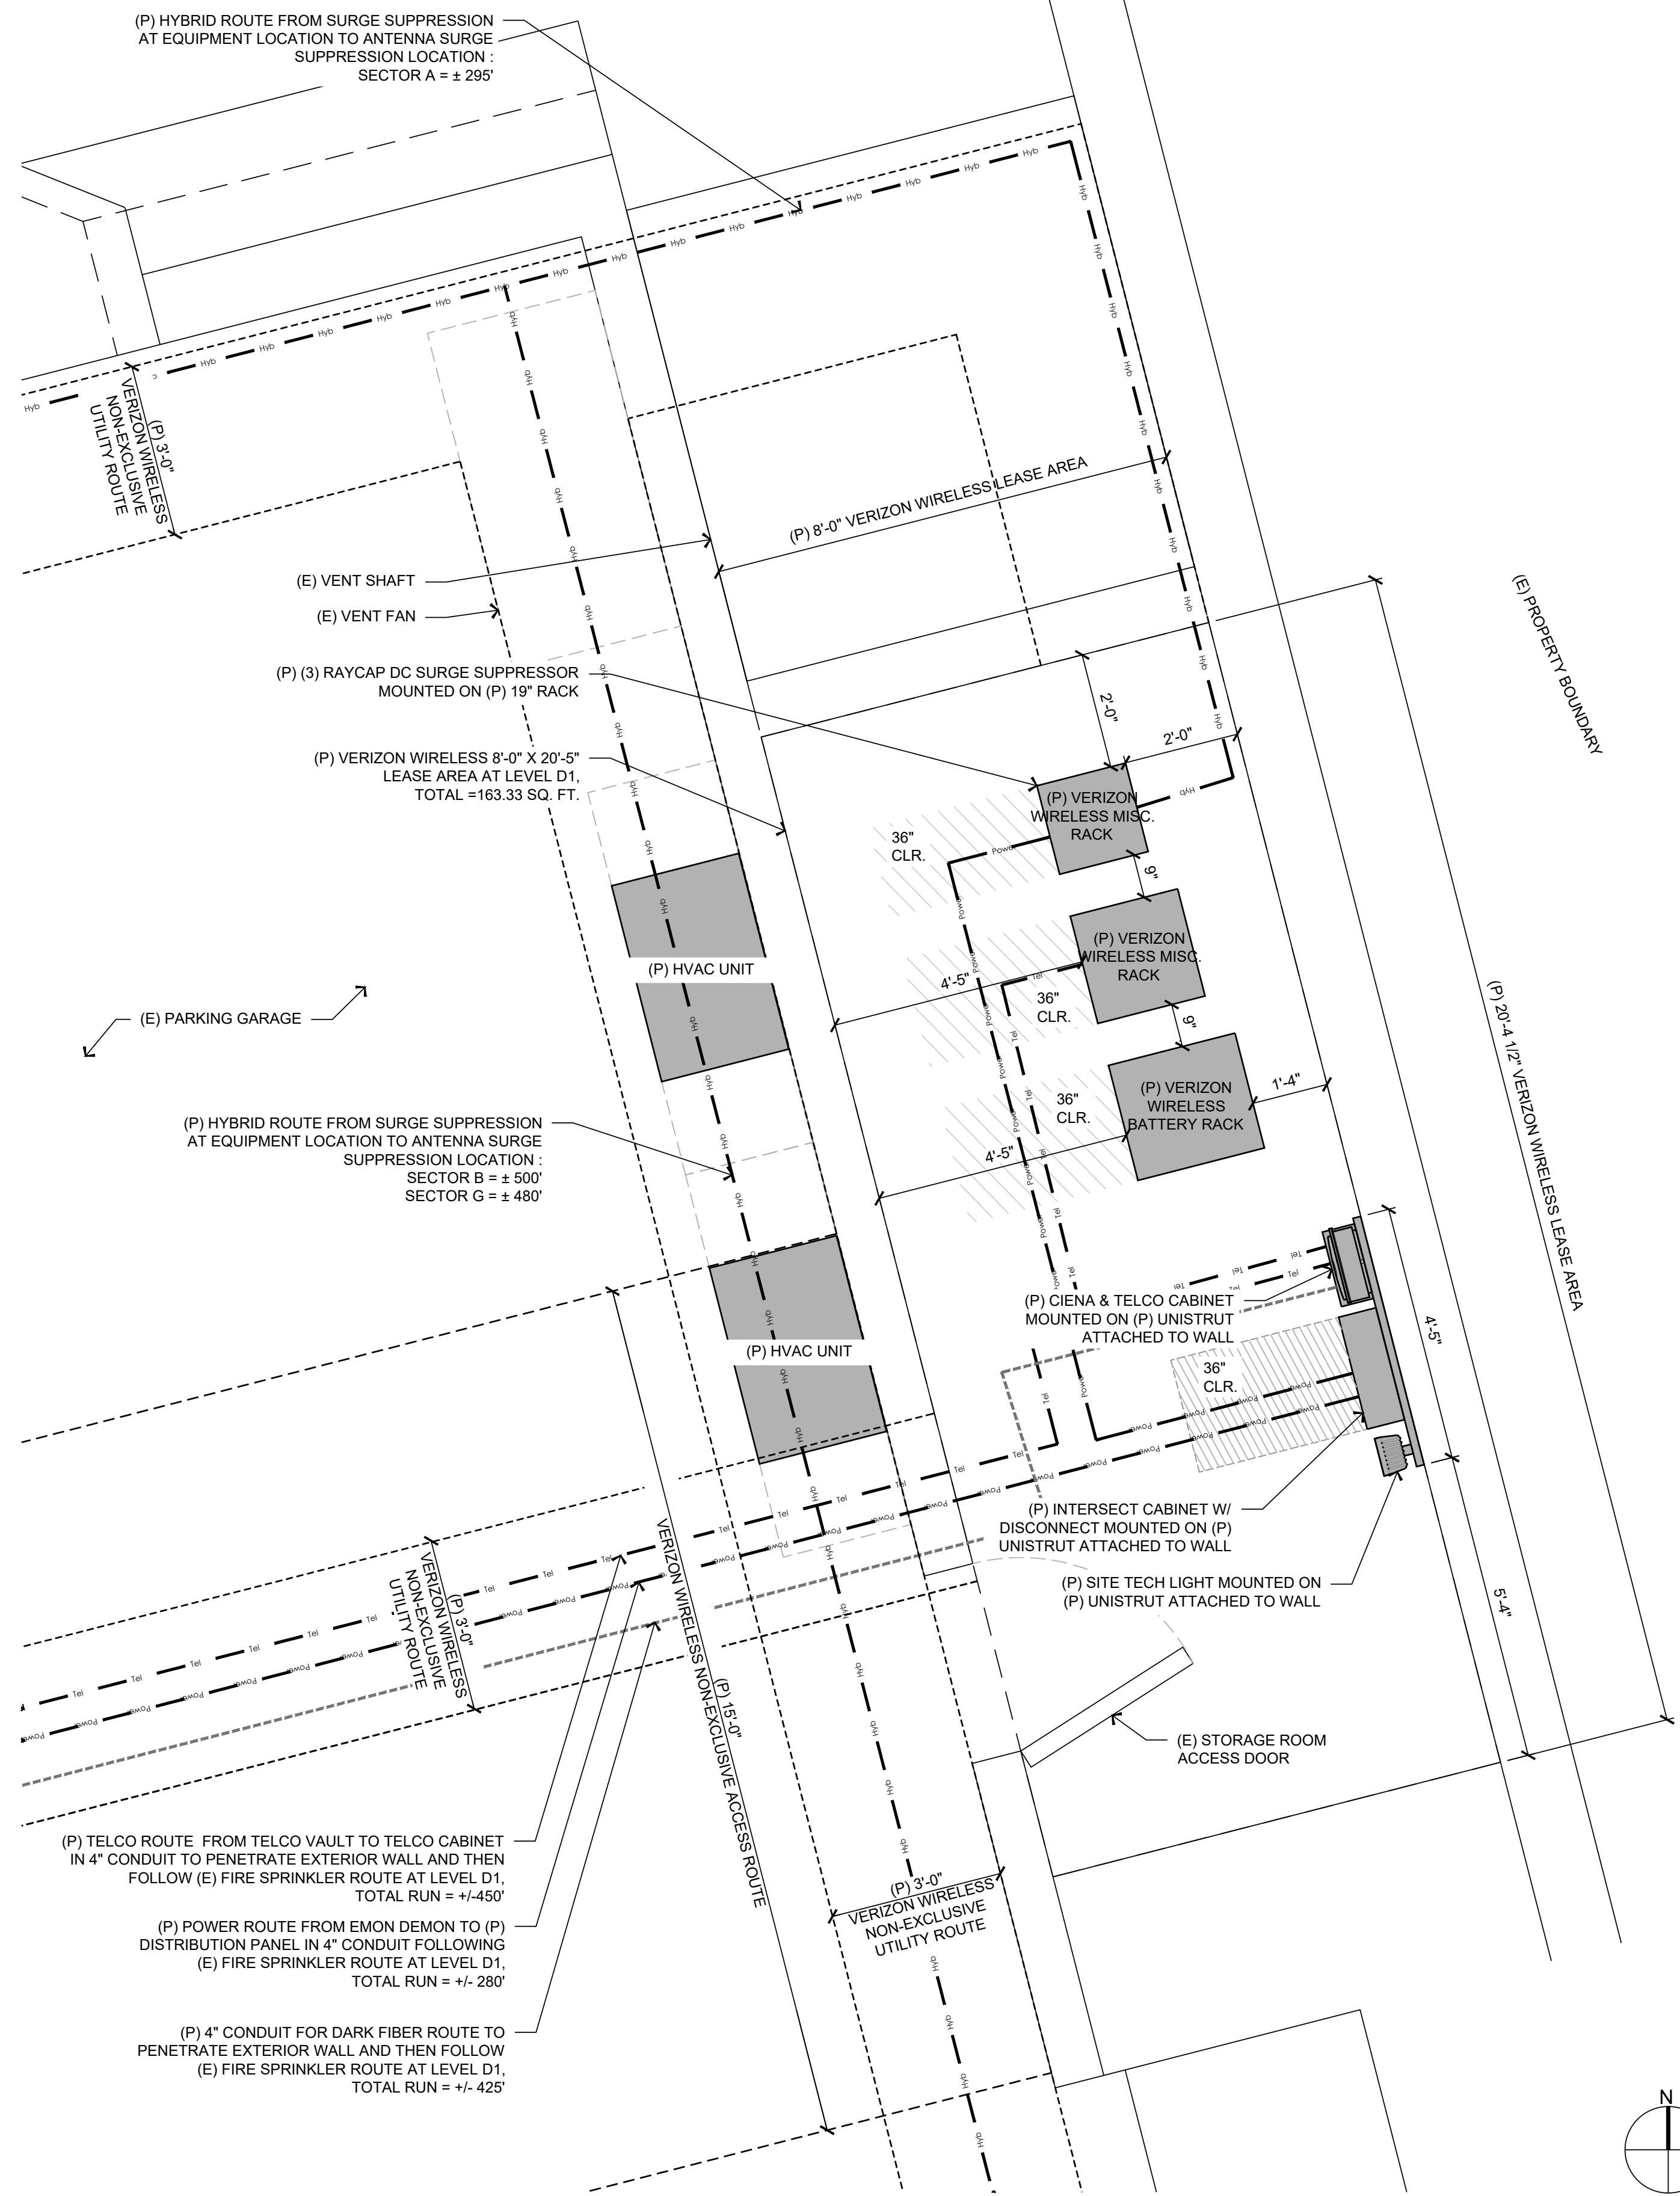 (P) HYBRID ROUTE FROM SURGE SUPPRESSION
AT EQUIPMENT LOCATION TO ANTENNA SURGE
SUPPRESSION LOCATION :
SECTOR A = ± 295'
(P) 3'-0"
VERIZON WIRELESS
NON-EXCLUSIVE
UTILITY ROUTE
(P) 8'-0" VERIZON WIRELESS LEASE AREA
(E) VENT SHAFT
(E) VENT FAN
(E) PROPERTY BOUNDARY
(P) (3) RAYCAP DC SURGE SUPPRESSOR
MOUNTED ON (P) 19" RACK
2'-0"
2'-0"
(P) VERIZON WIRELESS 8'-0" X 20'-5"
LEASE AREA AT LEVEL D1,
TOTAL =163.33 SQ. FT.
(P) VERIZON
WIRELESS MISC.
RACK
36"
CLR.
9"
(P) VERIZON
WIRELESS MISC.
RACK
(P) HVAC UNIT
4'-5"
36"
CLR.
9"
(E) PARKING GARAGE
(P) 20'-4 1/2" VERIZON WIRELESS LEASE AREA
(P) VERIZON
WIRELESS
BATTERY RACK
1'-4"
36"
CLR.
4'-5"
(P) HYBRID ROUTE FROM SURGE SUPPRESSION
AT EQUIPMENT LOCATION TO ANTENNA SURGE
SUPPRESSION LOCATION :
SECTOR B = ± 500'
SECTOR G = ± 480'
(P) CIENA & TELCO CABINET
MOUNTED ON (P) UNISTRUT
ATTACHED TO WALL
4'-5"
(P) HVAC UNIT
36"
CLR.
(P) INTERSECT CABINET W/
DISCONNECT MOUNTED ON (P)
UNISTRUT ATTACHED TO WALL
(P) SITE TECH LIGHT MOUNTED ON
(P) UNISTRUT ATTACHED TO WALL
5'-4"
(P) 3'-0"
VERIZON WIRELESS
NON-EXCLUSIVE
UTILITY ROUTE
(P) 15'-0"
VERIZON WIRELESS NON-EXCLUSIVE ACCESS ROUTE
(E) STORAGE ROOM
ACCESS DOOR
(P) TELCO ROUTE  FROM TELCO VAULT TO TELCO CABINET
IN 4" CONDUIT TO PENETRATE EXTERIOR WALL AND THEN
FOLLOW (E) FIRE SPRINKLER ROUTE AT LEVEL D1,
TOTAL RUN = +/-450'
(P) 3'-0"
VERIZON WIRELESS
NON-EXCLUSIVE
UTILITY ROUTE
(P) POWER ROUTE FROM EMON DEMON TO (P)
DISTRIBUTION PANEL IN 4" CONDUIT FOLLOWING
(E) FIRE SPRINKLER ROUTE AT LEVEL D1,
TOTAL RUN = +/- 280'
(P) 4" CONDUIT FOR DARK FIBER ROUTE TO
PENETRATE EXTERIOR WALL AND THEN FOLLOW
(E) FIRE SPRINKLER ROUTE AT LEVEL D1,
TOTAL RUN = +/- 425'
N
Hyb
Power
Tel